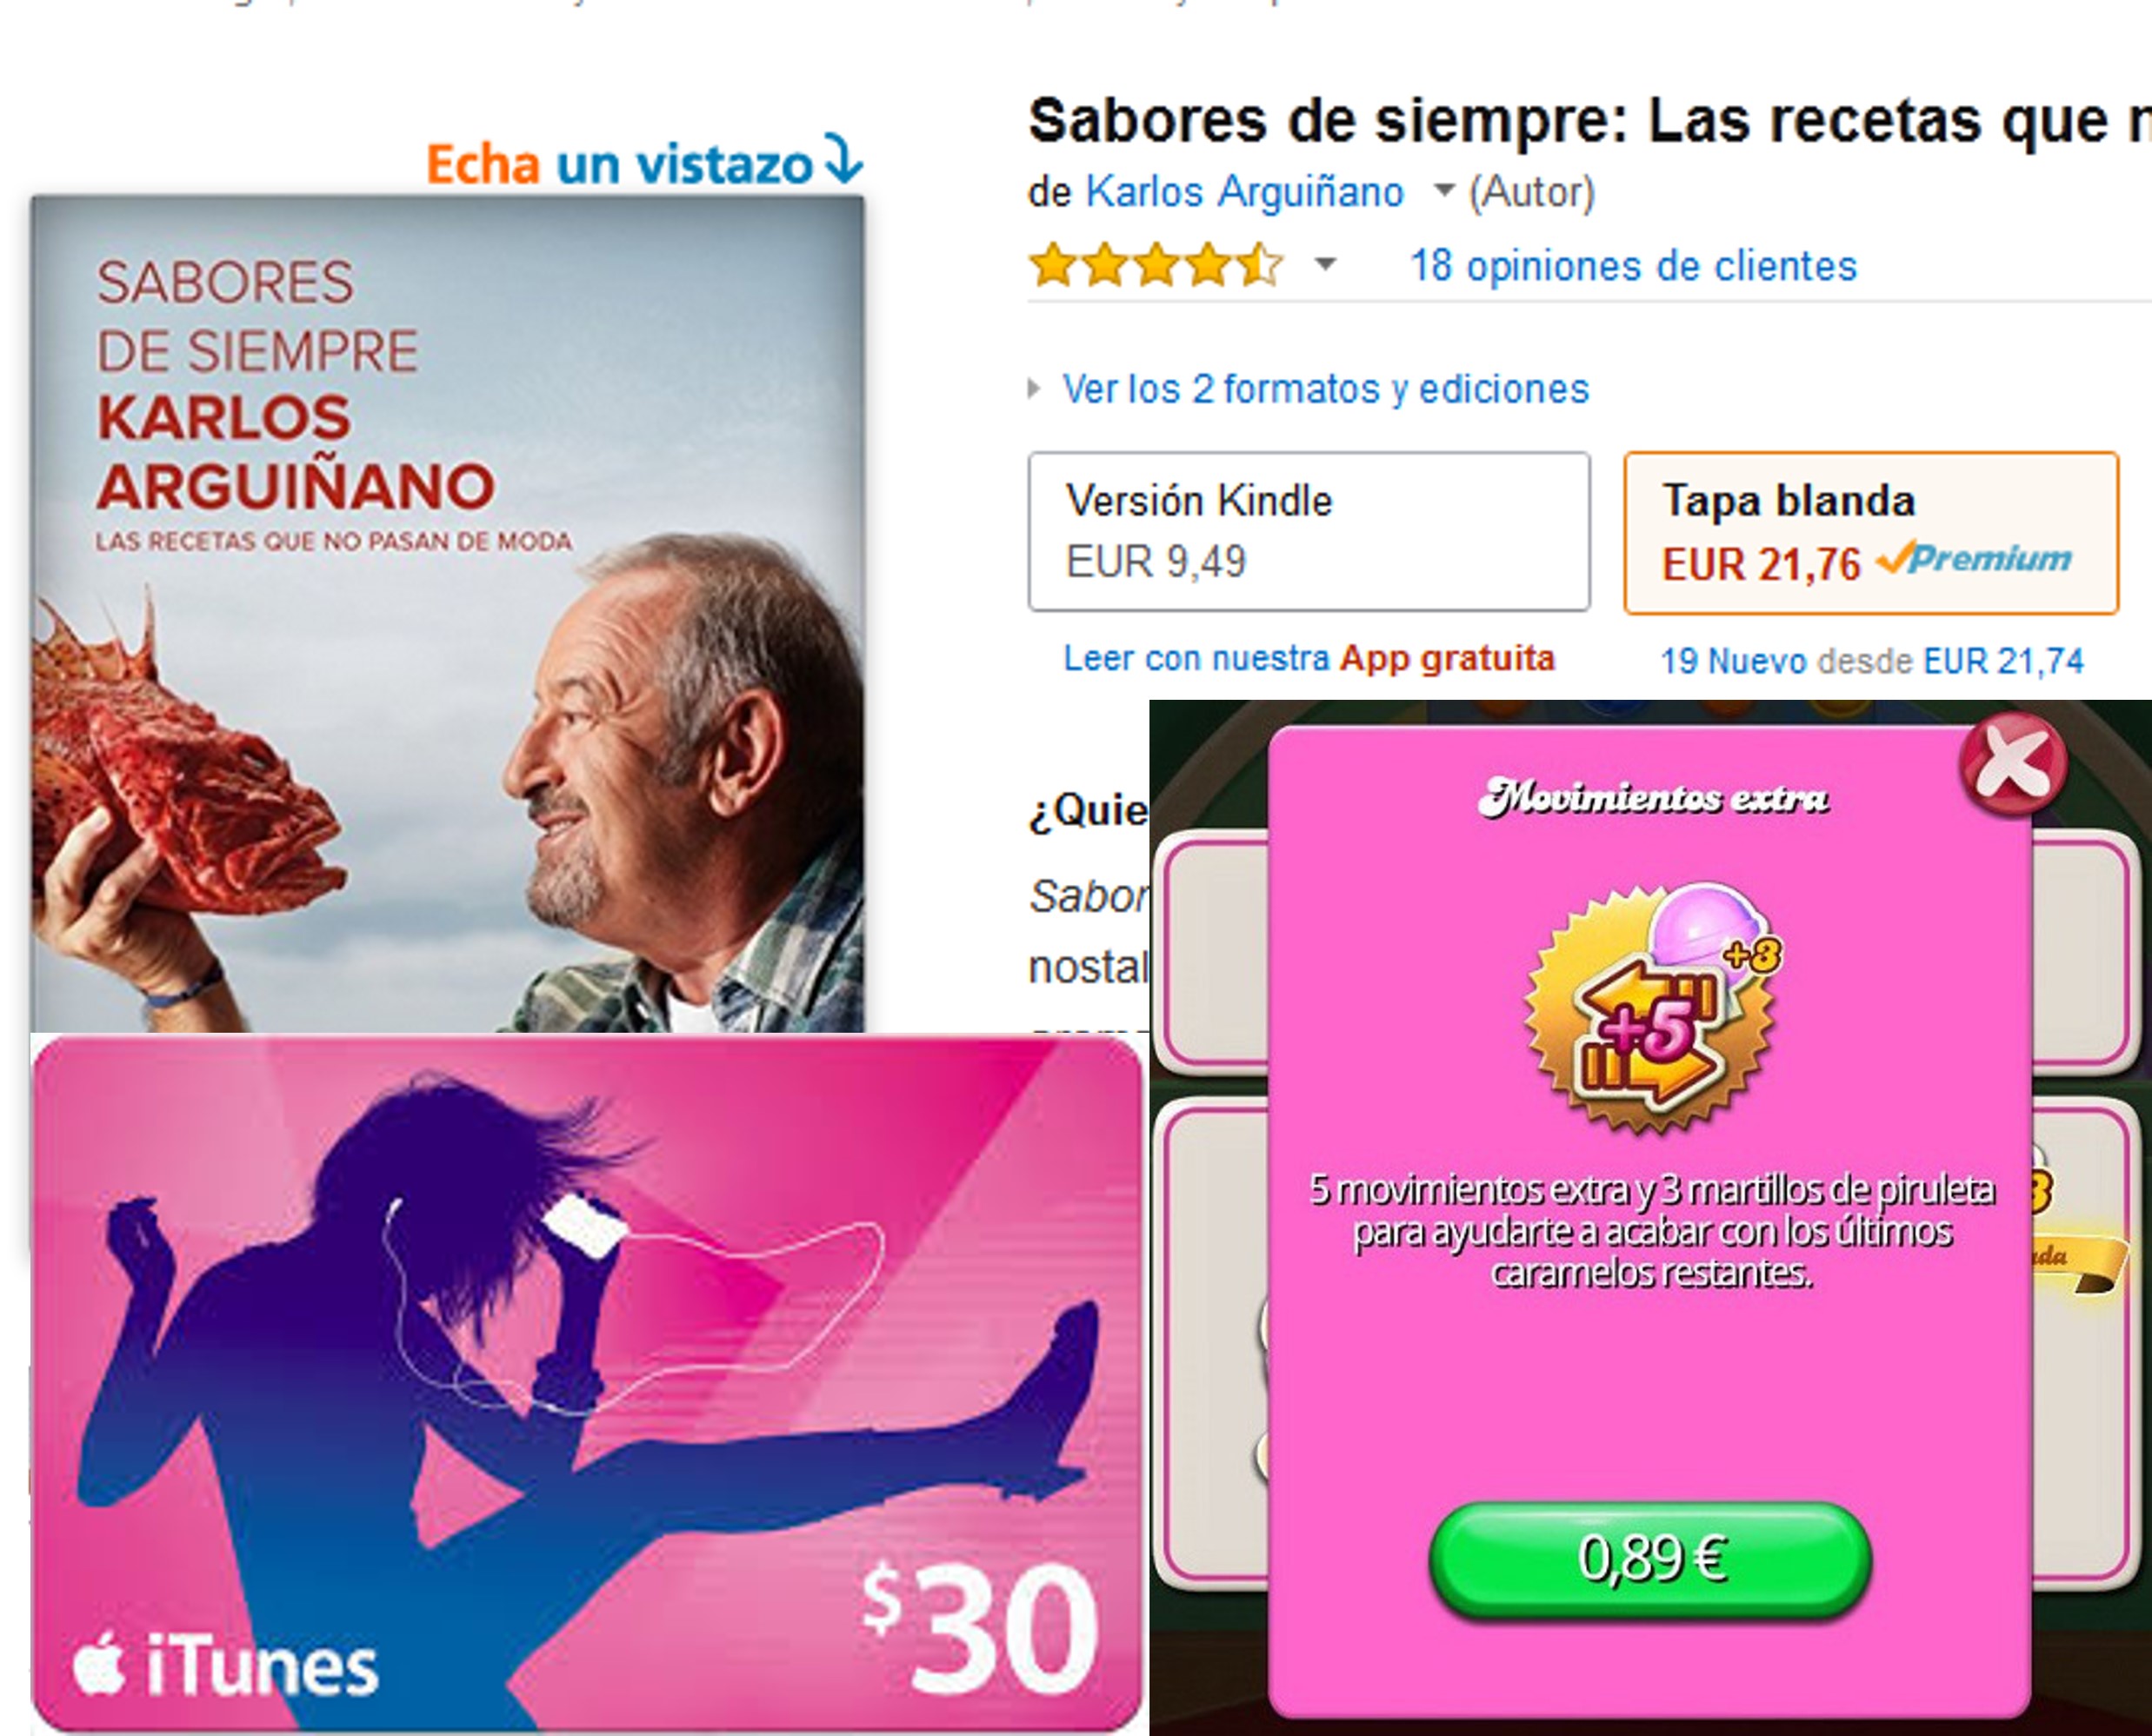 Sabores de siempre: Las recetas que
de Karlos Arguiñano (Autor)
18 opiniones de clientes
Ver los 2 formatos y ediciones
Versión Kindle
EUR 9,49
Tapa blanda
EUR 21,76 Premium
Leer con nuestra App gratuita
19 Nuevo desde EUR 21,74
Echa un vistazo
SABORES
DE SIEMPRE
KARLOS
ARGUIÑANO
LAS RECETAS QUE NO PASAN DE MODA
¿Quie
Sabor
nostal
Movimientos extra
+3
+5
5 movimientos extra y 3 martillos de piruleta
para ayudarte a acabar con los últimos
caramelos restantes.
0,89 €
iTunes
$30